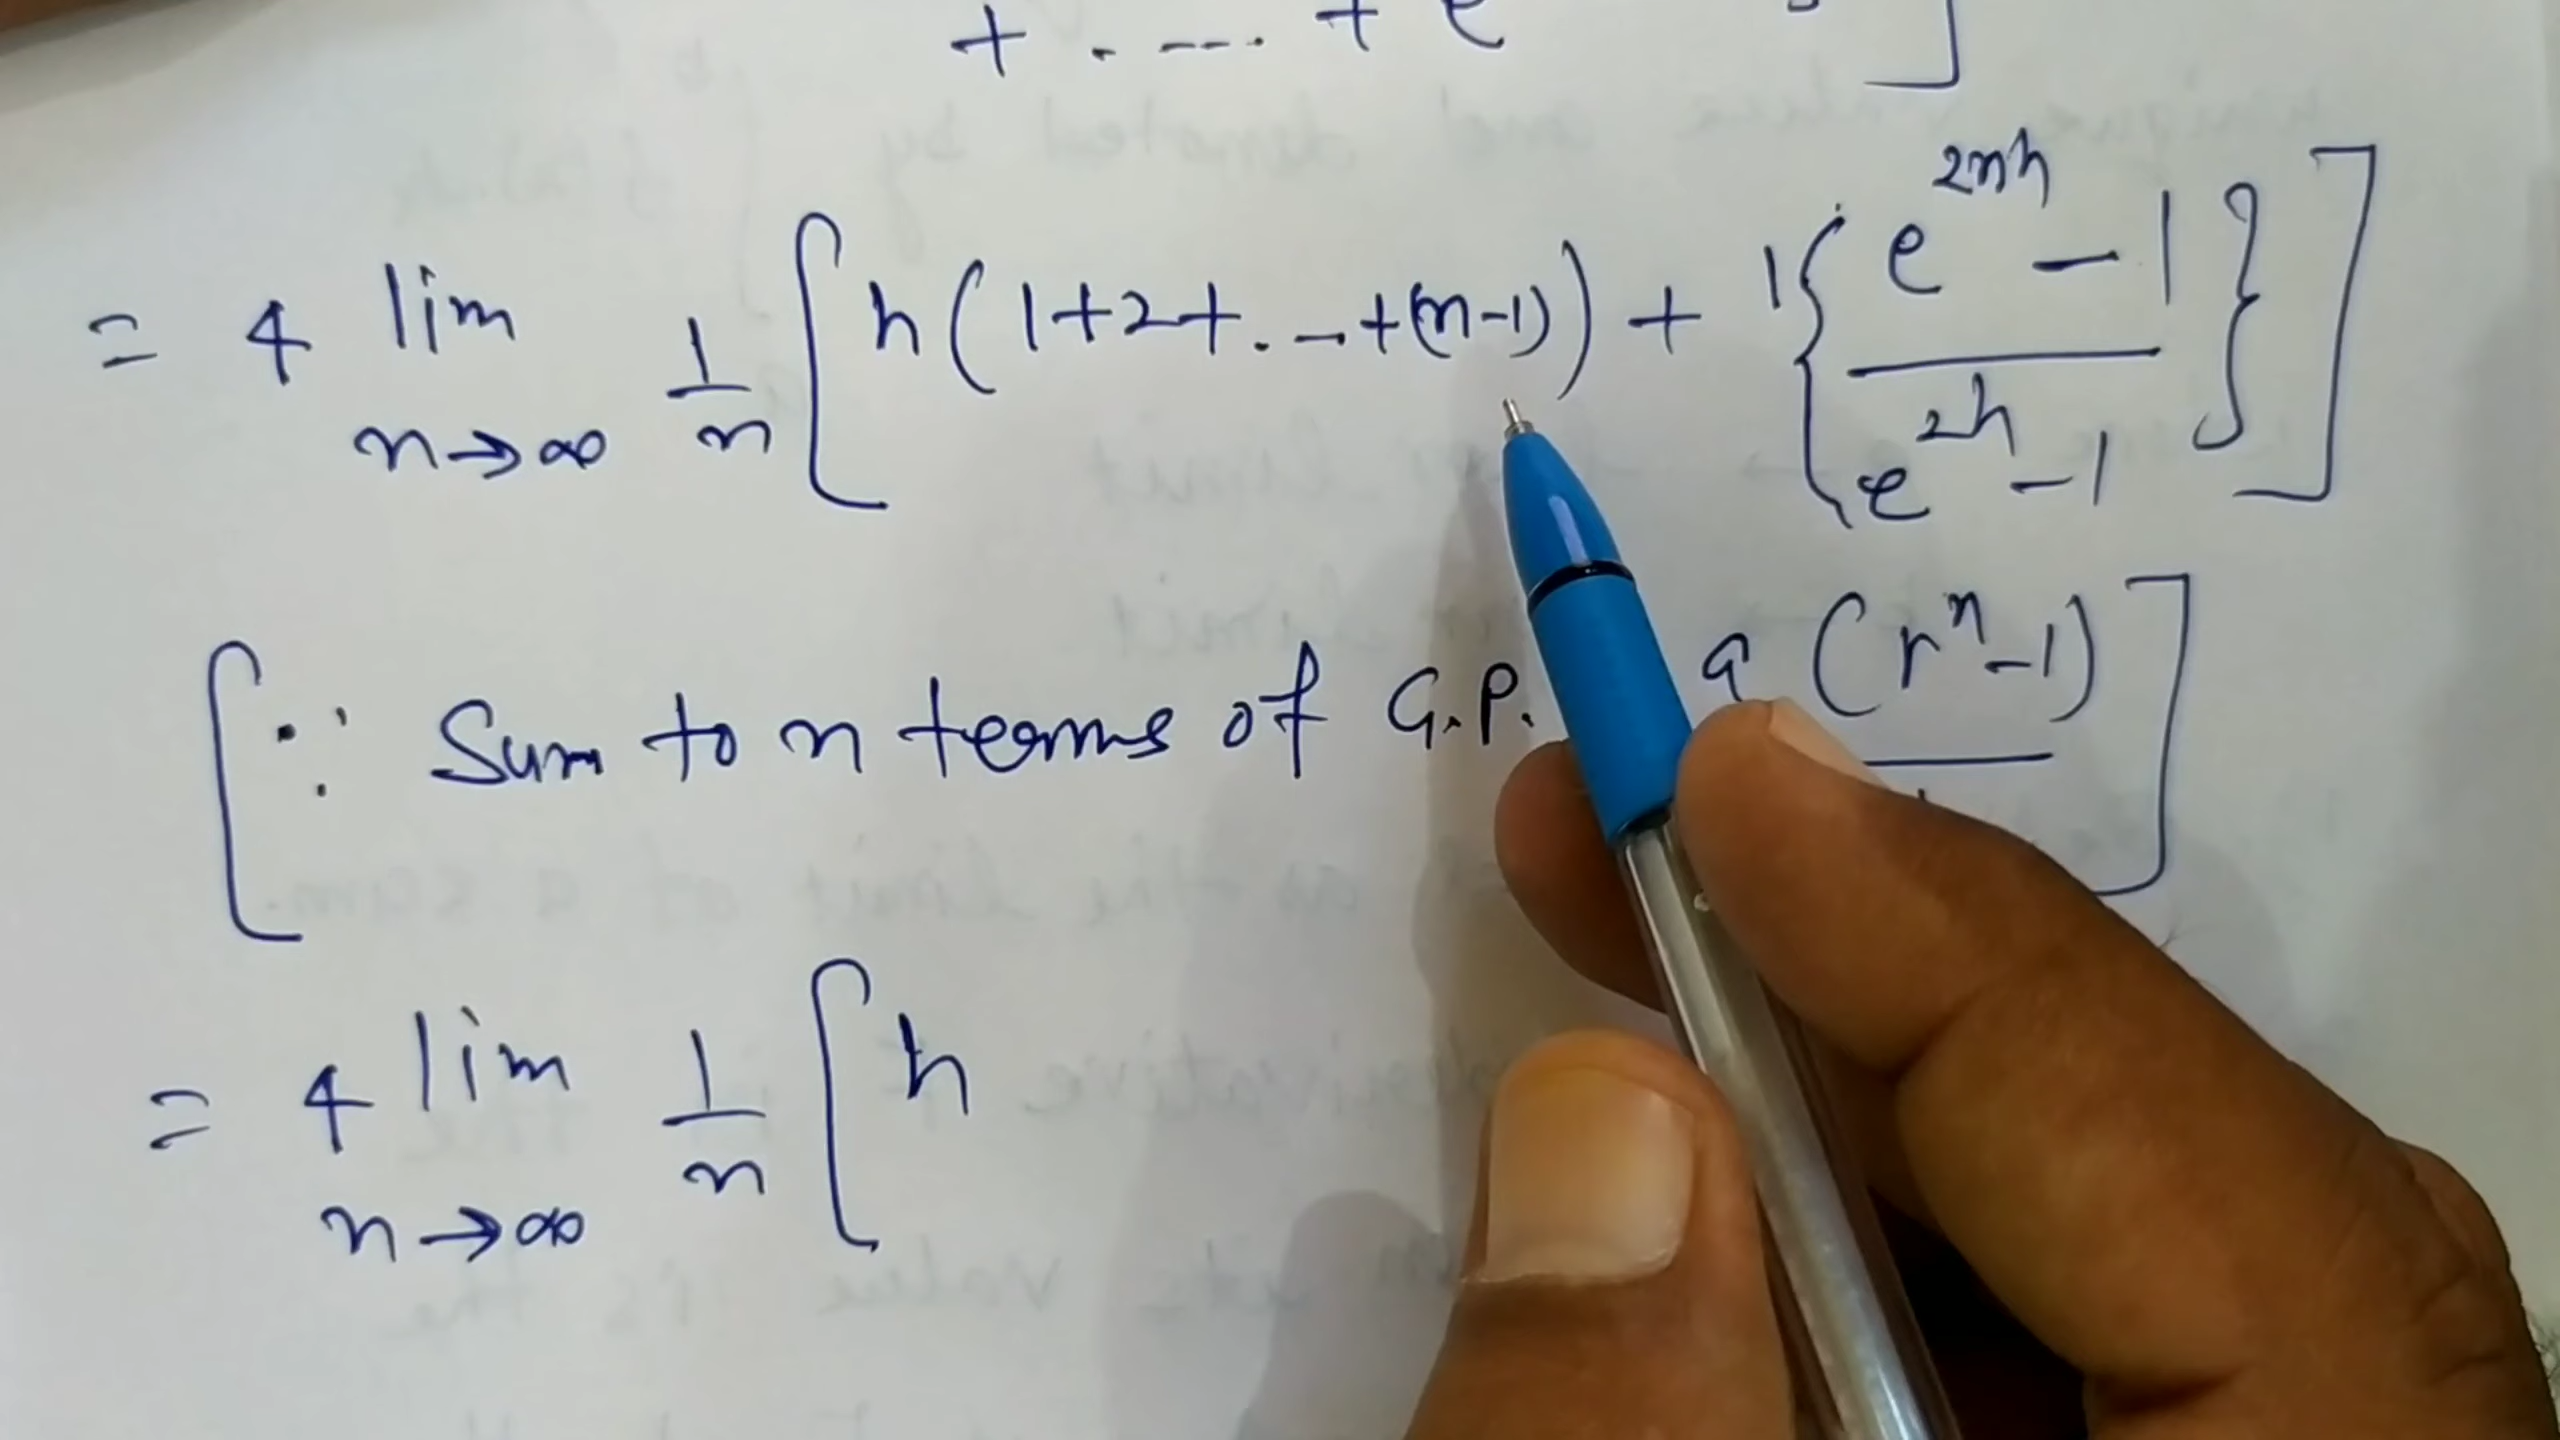 + . ---- + e ]
= 4 lim n→∞ 1/n [ h ( 1+2+. -- +(n-1) ) + 1 { e^2nh - 1 / e^2h - 1 } ]
[ ∵ Sum to n terms of G.P. a (r^n - 1) ]
= 4 lim n→∞ 1/n [ h